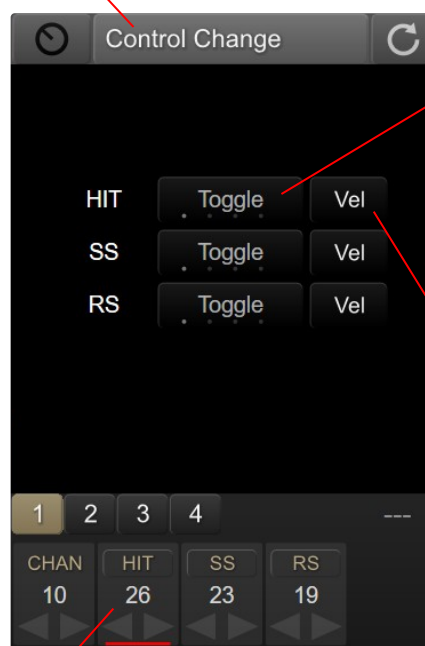 Control Change
HIT Toggle Vel
SS Toggle Vel
RS Toggle Vel
1 2 3 4 ---
CHAN HIT SS RS
10 26 23 19